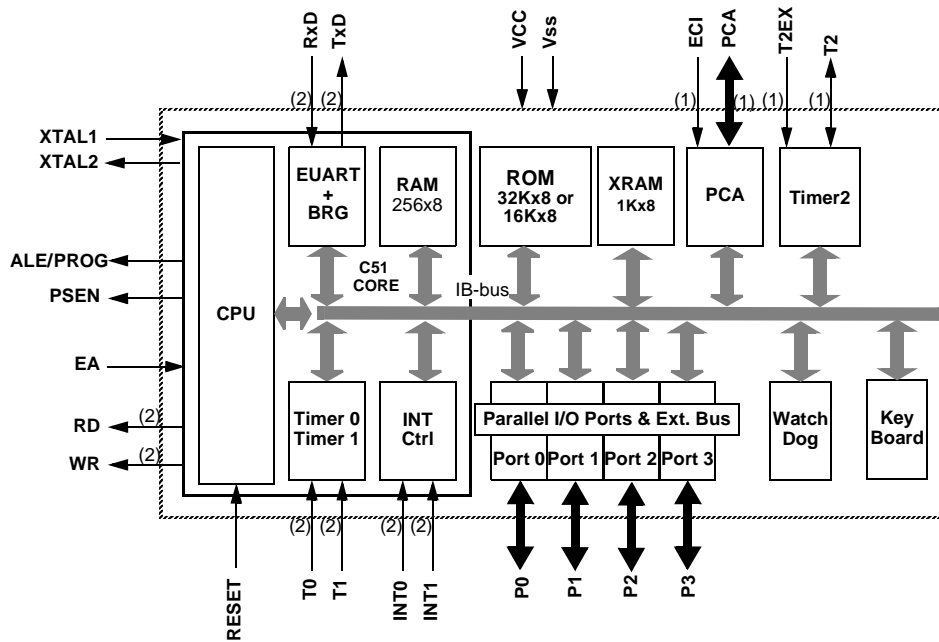 RxD
TxD
VCC
Vss
ECI
PCA
T2EX
T2
(2)
(2)
(1)
(1)
(1)
(1)
XTAL1
XTAL2
EUART
+
BRG
RAM
256x8
ROM
32Kx8 or
16Kx8
XRAM
1Kx8
PCA
Timer2
ALE/PROG
PSEN
C51
CORE
IB-bus
CPU
EA
RD
(2)
WR
(2)
Timer 0
Timer 1
INT
Ctrl
Parallel I/O Ports & Ext. Bus
Port 0
Port 1
Port 2
Port 3
Watch
Dog
Key
Board
(2)
(2)
(2)
(2)
RESET
T0
T1
INT0
INT1
P0
P1
P2
P3